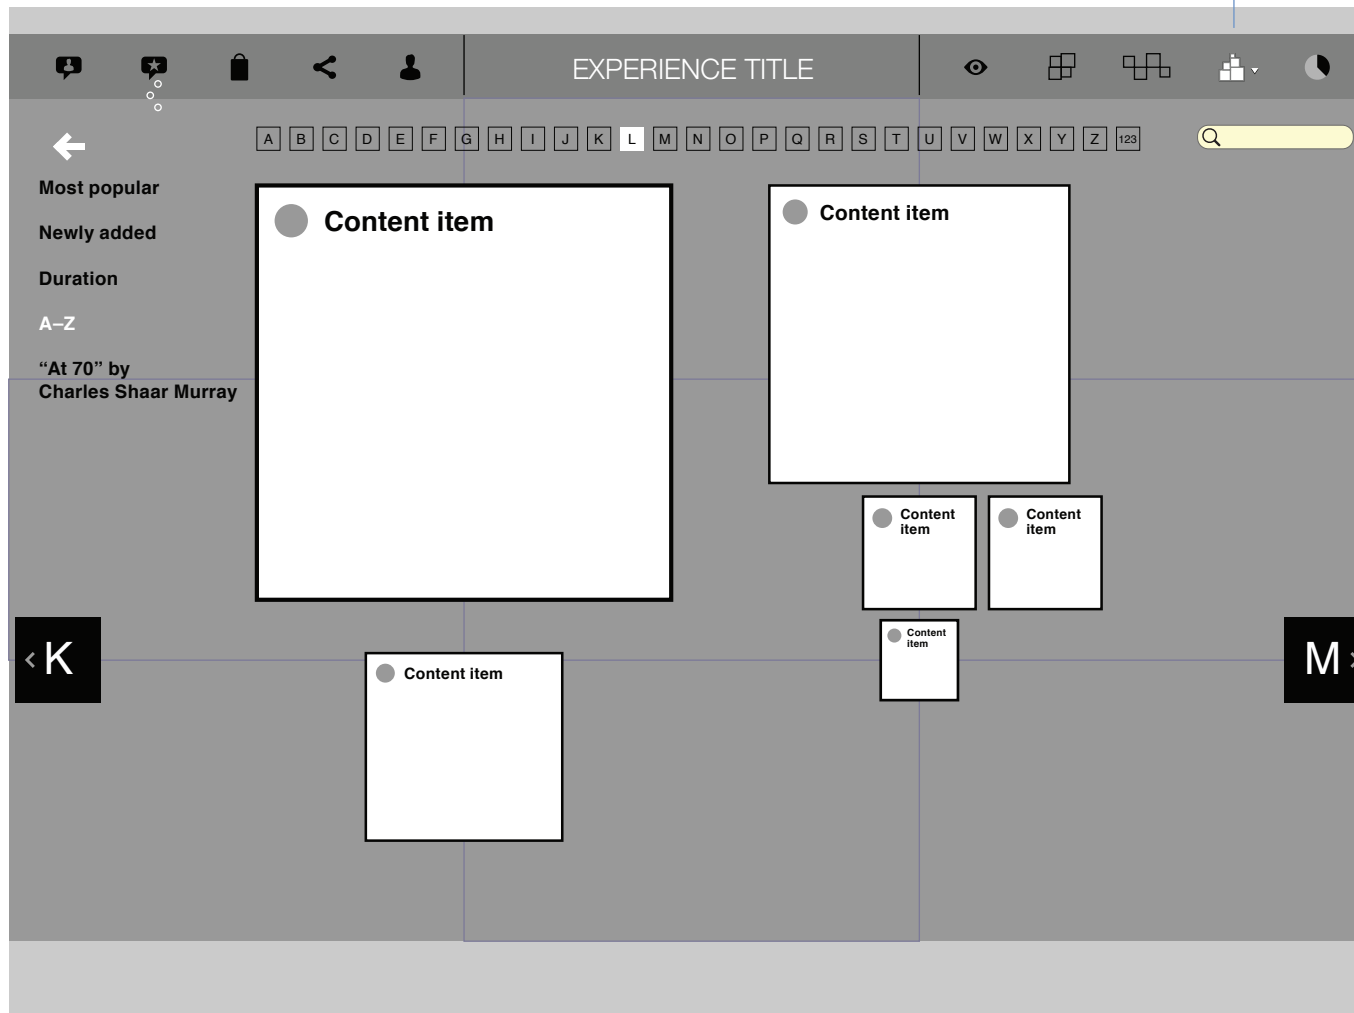 EXPERIENCE TITLE
A B C D E F G H I J K L M N O P Q R S T U V W X Y Z 123
Most popular
Newly added
Duration
A–Z
“At 70” by
Charles Shaar Murray
Content item
Content item
Content
item
Content
item
Content
item
Content item
‹ K
M ›